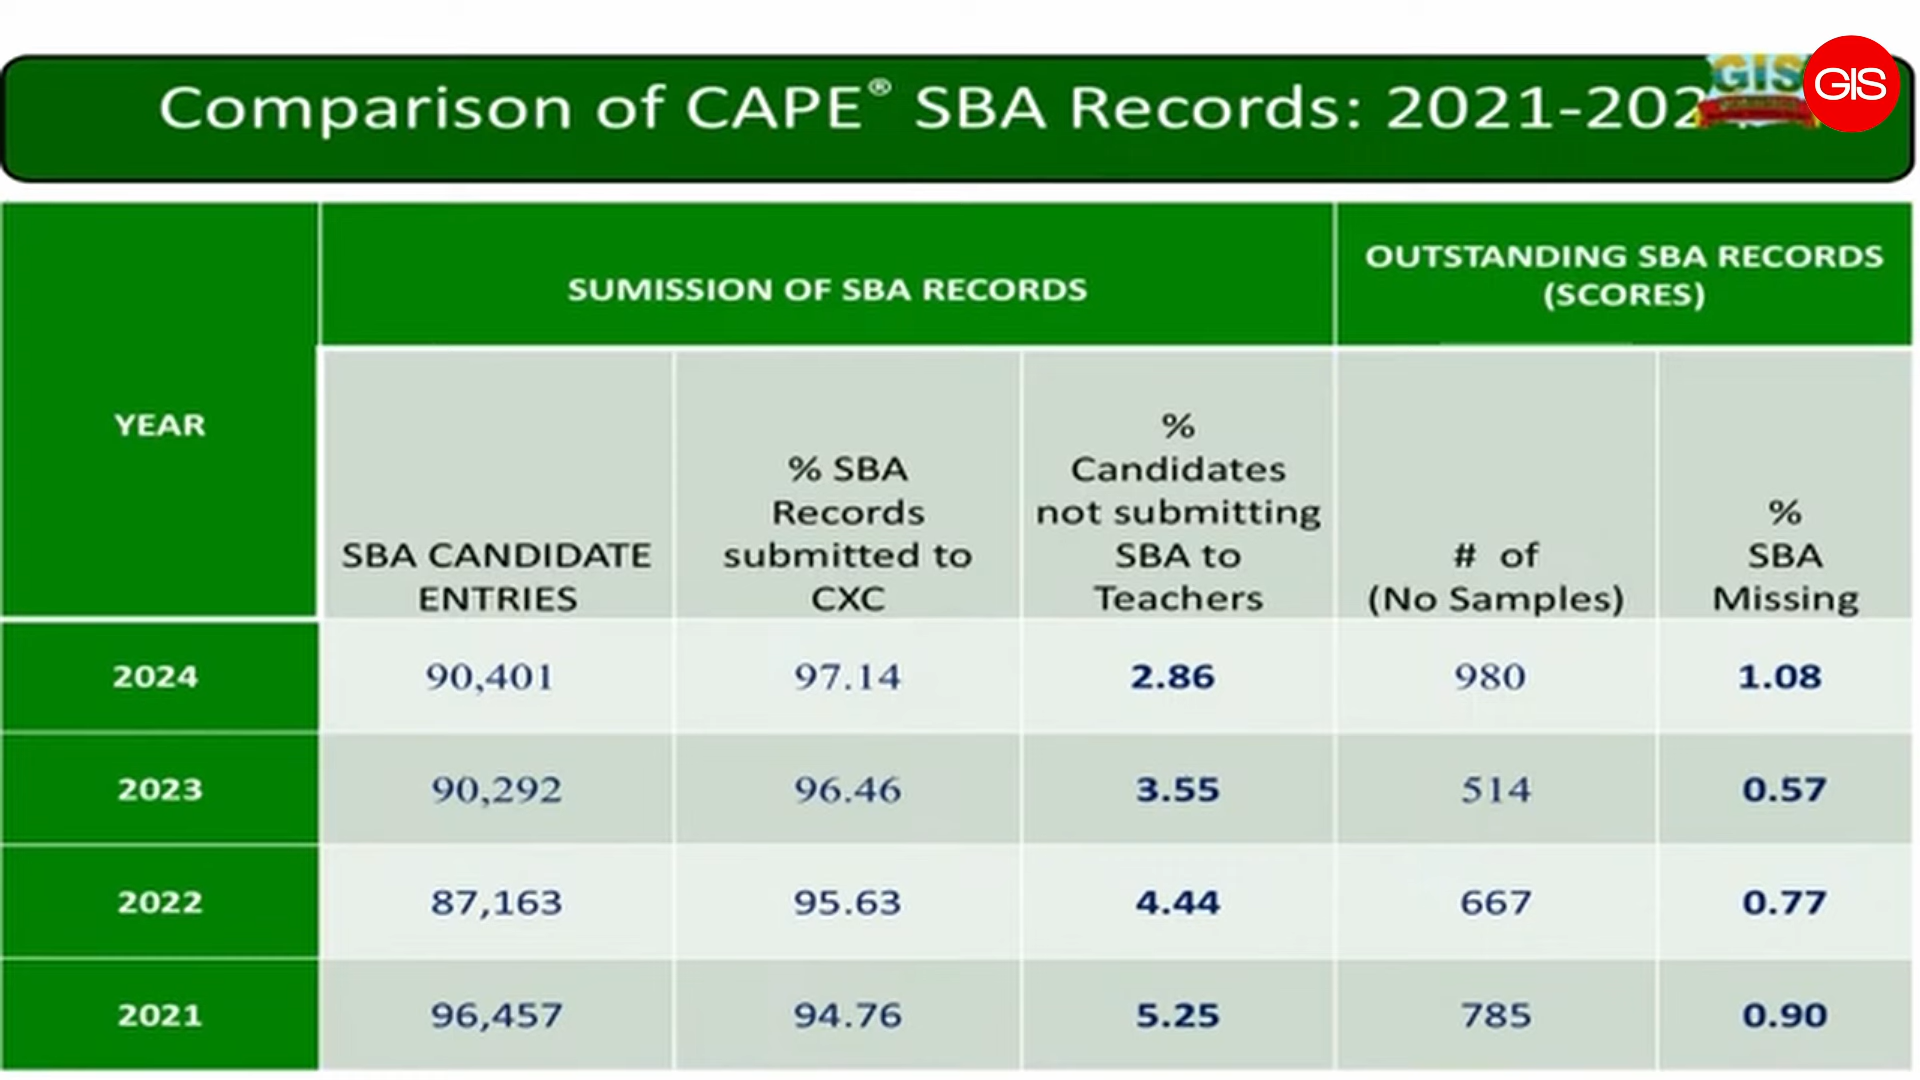 Comparison of CAPE® SBA Records: 2021-202
GIS
GIS
YEAR
SUMISSION OF SBA RECORDS
OUTSTANDING SBA RECORDS
(SCORES)
SBA CANDIDATE
ENTRIES
% SBA
Records
submitted to
CXC
%
Candidates
not submitting
SBA to
Teachers
# of
(No Samples)
%
SBA
Missing
2024 90,401 97.14 2.86 980 1.08
2023 90,292 96.46 3.55 514 0.57
2022 87,163 95.63 4.44 667 0.77
2021 96,457 94.76 5.25 785 0.90